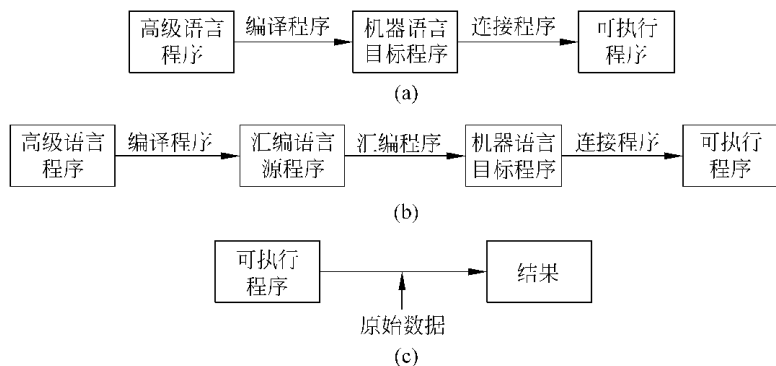 高级语言
程序
编译程序
机器语言
目标程序
连接程序
可执行
程序
(a)
高级语言
程序
编译程序
汇编语言
源程序
汇编程序
机器语言
目标程序
连接程序
可执行
程序
(b)
可执行
程序
结果
原始数据
(c)